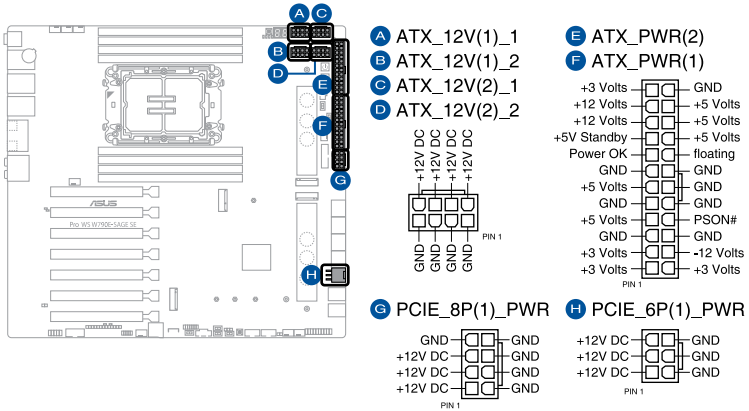 A
C
B
D
E
F
G
H
ASUS
Pro WS W790E-SAGE SE
A ATX_12V(1)_1
B ATX_12V(1)_2
C ATX_12V(2)_1
D ATX_12V(2)_2
+12V DC
+12V DC
+12V DC
+12V DC
GND
GND
GND
GND
PIN 1
E ATX_PWR(2)
F ATX_PWR(1)
+3 Volts GND
+12 Volts +5 Volts
+12 Volts +5 Volts
+5V Standby +5 Volts
Power OK floating
GND GND
+5 Volts GND
GND GND
+5 Volts PSON#
GND GND
+3 Volts -12 Volts
+3 Volts +3 Volts
PIN 1
G PCIE_8P(1)_PWR
GND GND
+12V DC GND
+12V DC GND
+12V DC GND
PIN 1
H PCIE_6P(1)_PWR
+12V DC GND
+12V DC GND
+12V DC GND
PIN 1